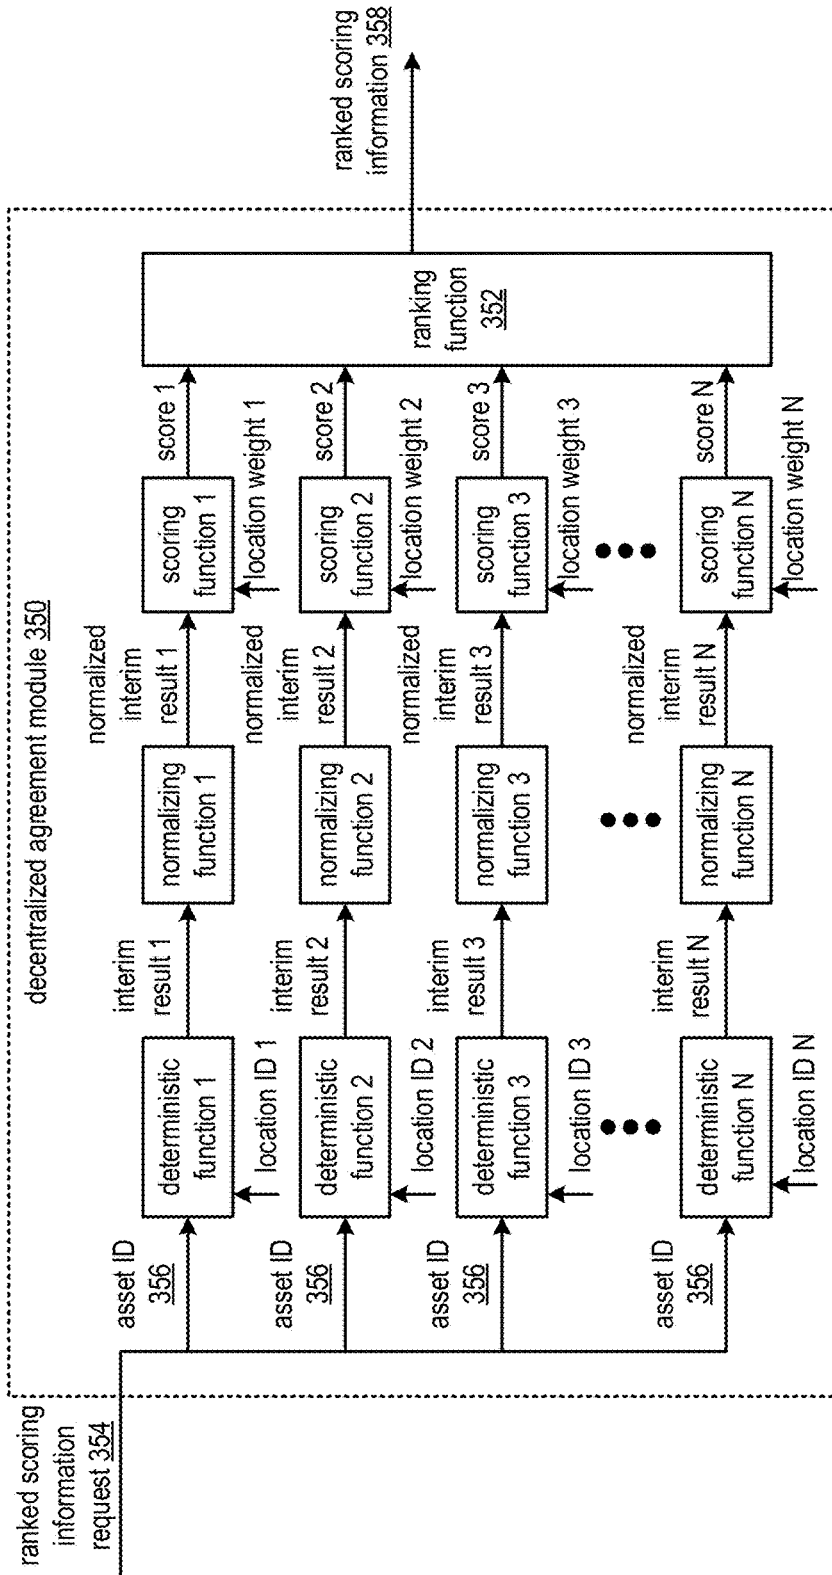 ranked scoring
information
request 354
decentralized agreement module 350
asset ID
356
deterministic
function 1
location ID 1
interim
result 1
normalizing
function 1
normalized
interim
result 1
scoring
function 1
location weight 1
score 1
asset ID
356
deterministic
function 2
location ID 2
interim
result 2
normalizing
function 2
normalized
interim
result 2
scoring
function 2
location weight 2
score 2
asset ID
356
deterministic
function 3
location ID 3
interim
result 3
normalizing
function 3
normalized
interim
result 3
scoring
function 3
location weight 3
score 3
asset ID
356
deterministic
function N
location ID N
interim
result N
normalizing
function N
normalized
interim
result N
scoring
function N
location weight N
score N
ranking
function
352
ranked scoring
information 358